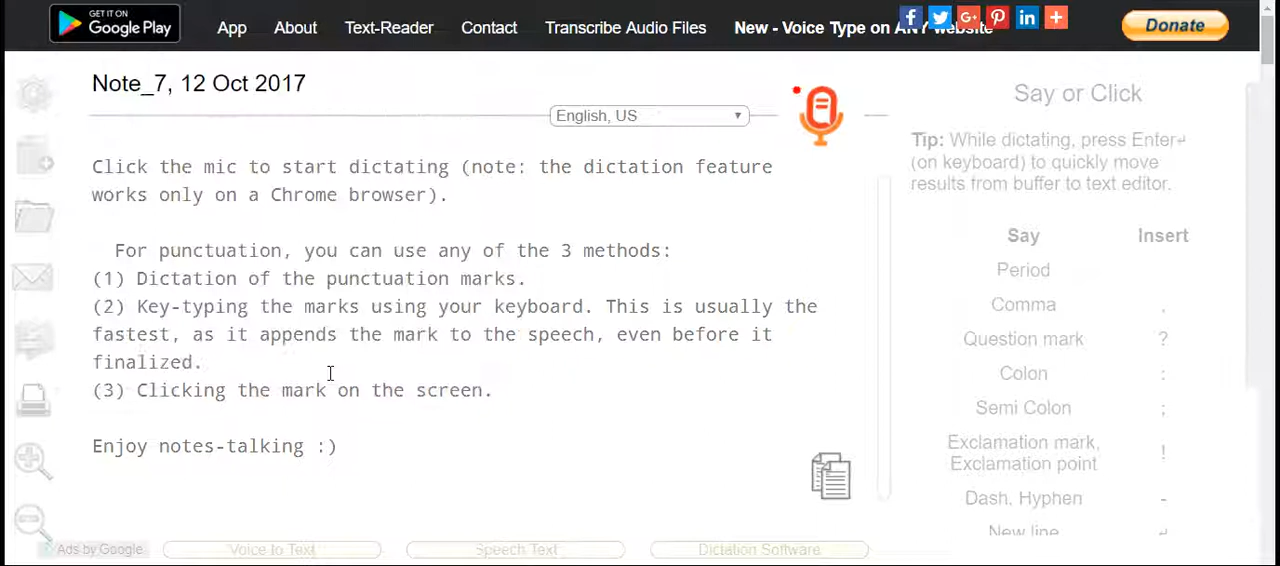 GET IT ON
Google Play
App
About
Text-Reader
Contact
Transcribe Audio Files
New - Voice Type on ANY website
Donate
Note_7, 12 Oct 2017
English, US
Click the mic to start dictating (note: the dictation feature
works only on a Chrome browser).
For punctuation, you can use any of the 3 methods:
(1) Dictation of the punctuation marks.
(2) Key-typing the marks using your keyboard. This is usually the
fastest, as it appends the mark to the speech, even before it
finalized.
(3) Clicking the mark on the screen.
Enjoy notes-talking :)
Say or Click
Tip: While dictating, press Enter↵
(on keyboard) to quickly move
results from buffer to text editor.
Say Insert
Period
Comma ,
Question mark ?
Colon :
Semi Colon ;
Exclamation mark,
Exclamation point !
Dash, Hyphen -
New line ↵
Ads by Google
Voice to Text
Speech Text
Dictation Software